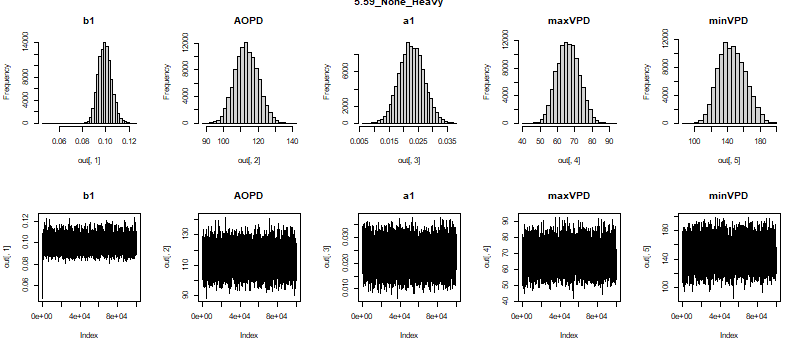 5.59_None_Heavy
b1
AOPD
a1
maxVPD
minVPD
Frequency
0 4000 8000 14000
0.06 0.08 0.10 0.12
out[, 1]
Frequency
0 4000 8000 12000
90 100 120 140
out[, 2]
Frequency
0 2000 4000 8000
0.005 0.015 0.025 0.035
out[, 3]
Frequency
0 4000 8000 12000
40 50 60 70 80 90
out[, 4]
Frequency
0 4000 8000 12000
100 140 180
out[, 5]
b1
AOPD
a1
maxVPD
minVPD
out[, 1]
0.06 0.08 0.10 0.12
0e+00 4e+04 8e+04
Index
out[, 2]
90 110 130
0e+00 4e+04 8e+04
Index
out[, 3]
0.010 0.020 0.030
0e+00 4e+04 8e+04
Index
out[, 4]
40 50 60 70 80 90
0e+00 4e+04 8e+04
Index
out[, 5]
100 140 180
0e+00 4e+04 8e+04
Index